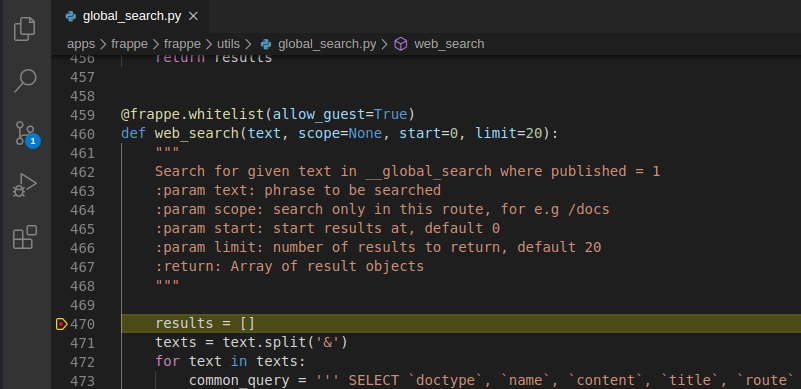 global_search.py
apps > frappe > frappe > utils > global_search.py > web_search
456 return results
457
458
459 @frappe.whitelist(allow_guest=True)
460 def web_search(text, scope=None, start=0, limit=20):
461 """
462 Search for given text in __global_search where published = 1
463 :param text: phrase to be searched
464 :param scope: search only in this route, for e.g /docs
465 :param start: start results at, default 0
466 :param limit: number of results to return, default 20
467 :return: Array of result objects
468 """
469
1
470 results = []
471 texts = text.split('&')
472 for text in texts:
473 common_query = ''' SELECT `doctype`, `name`, `content`, `title`, `route`